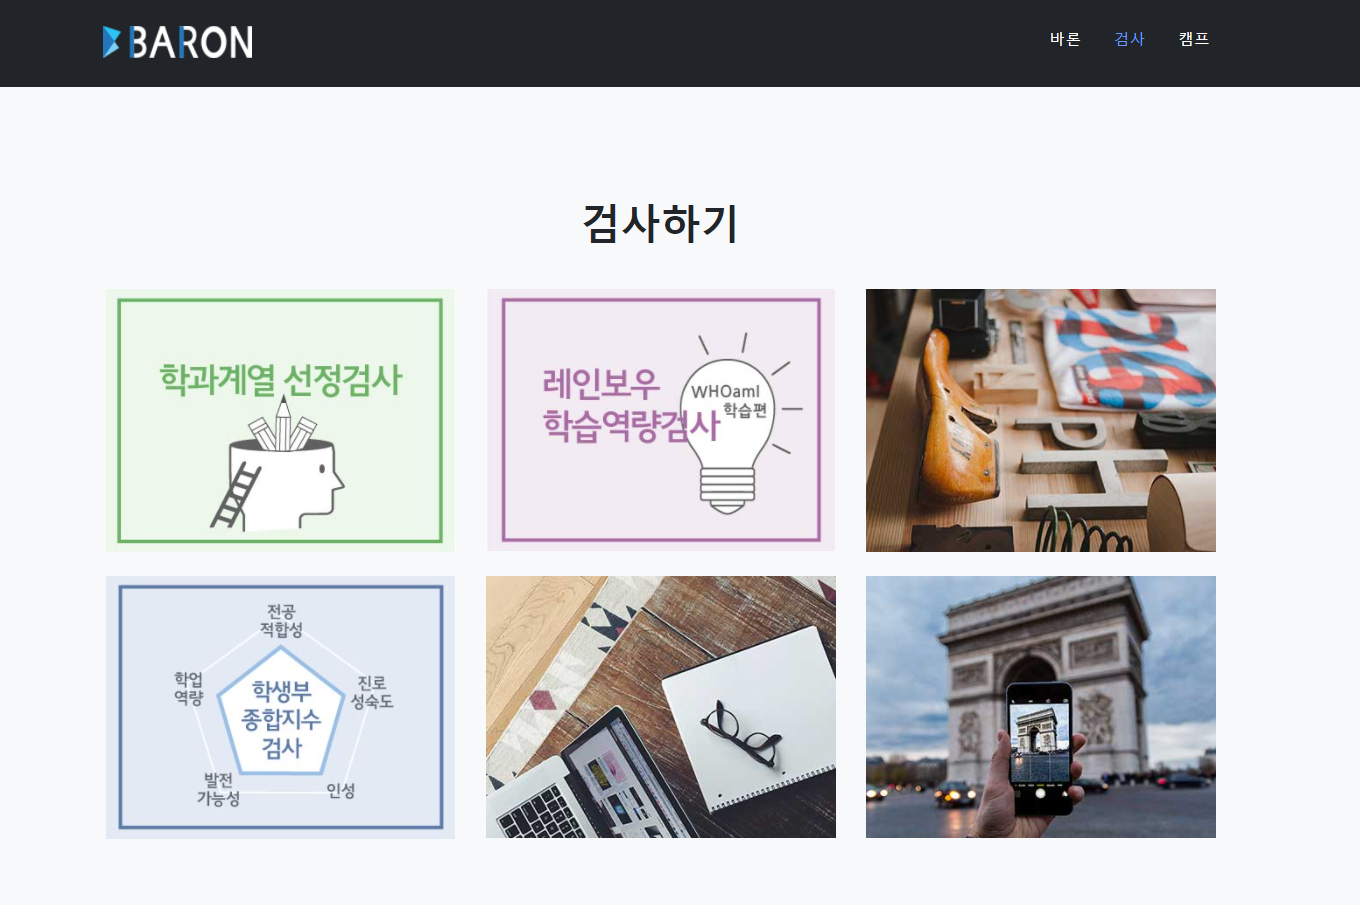 BARON
바론 검사 캠프
검사하기
학과계열 선정검사
레인보우
학습역량검사
WHOamI
학습편
PH
전공
적합성
학업
역량
진로
성숙도
학생부
종합지수
검사
발전
가능성
인성